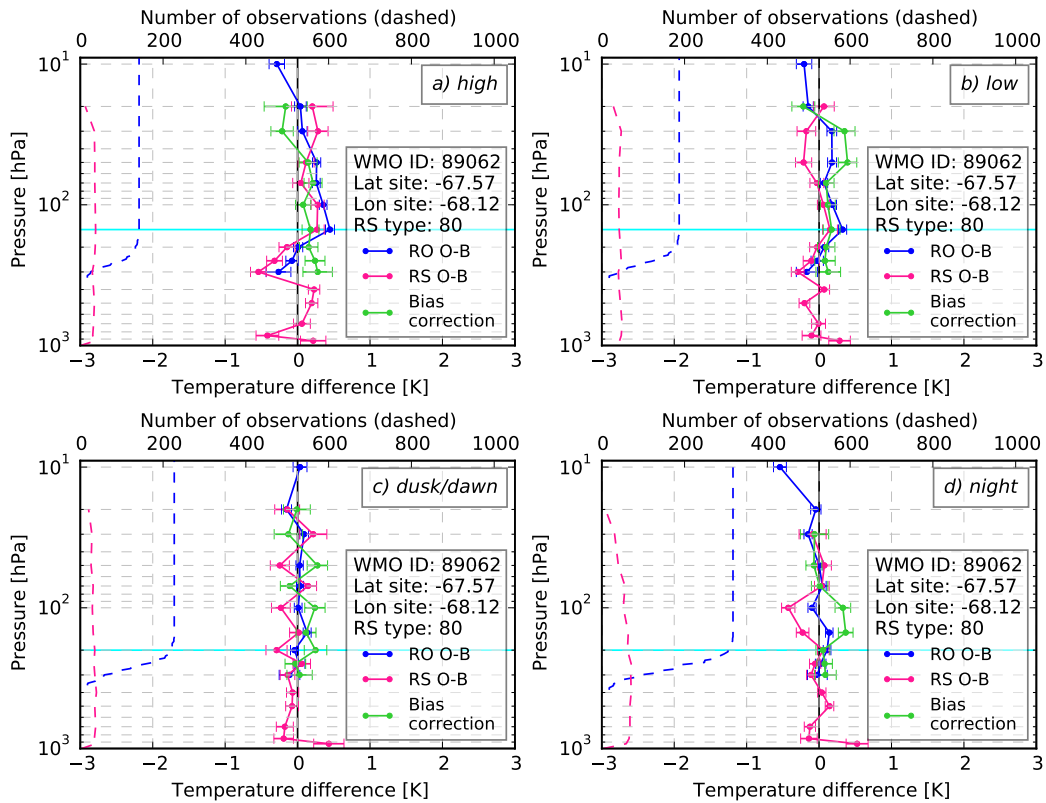 Number of observations (dashed)
0 200 400 600 800 1000
10¹
10²
10³
Pressure [hPa]
a) high
WMO ID: 89062
Lat site: -67.57
Lon site: -68.12
RS type: 80
RO O-B
RS O-B
Bias
correction
−3 −2 −1 0 1 2 3
Temperature difference [K]
Number of observations (dashed)
0 200 400 600 800 1000
10¹
10²
10³
Pressure [hPa]
b) low
WMO ID: 89062
Lat site: -67.57
Lon site: -68.12
RS type: 80
RO O-B
RS O-B
Bias
correction
−3 −2 −1 0 1 2 3
Temperature difference [K]
Number of observations (dashed)
0 200 400 600 800 1000
10¹
10²
10³
Pressure [hPa]
c) dusk/dawn
WMO ID: 89062
Lat site: -67.57
Lon site: -68.12
RS type: 80
RO O-B
RS O-B
Bias
correction
−3 −2 −1 0 1 2 3
Temperature difference [K]
Number of observations (dashed)
0 200 400 600 800 1000
10¹
10²
10³
Pressure [hPa]
d) night
WMO ID: 89062
Lat site: -67.57
Lon site: -68.12
RS type: 80
RO O-B
RS O-B
Bias
correction
−3 −2 −1 0 1 2 3
Temperature difference [K]